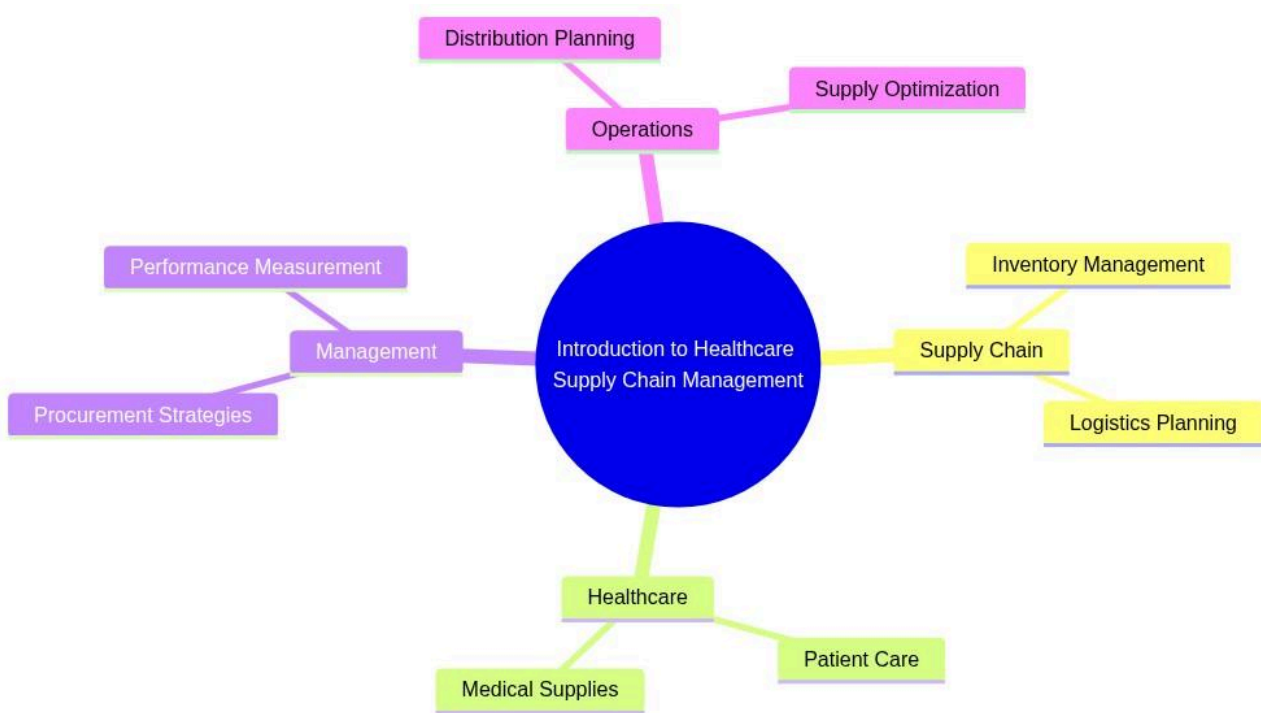 Distribution Planning
Supply Optimization
Operations
Performance Measurement
Inventory Management
Management
Introduction to Healthcare
Supply Chain Management
Supply Chain
Procurement Strategies
Logistics Planning
Healthcare
Patient Care
Medical Supplies